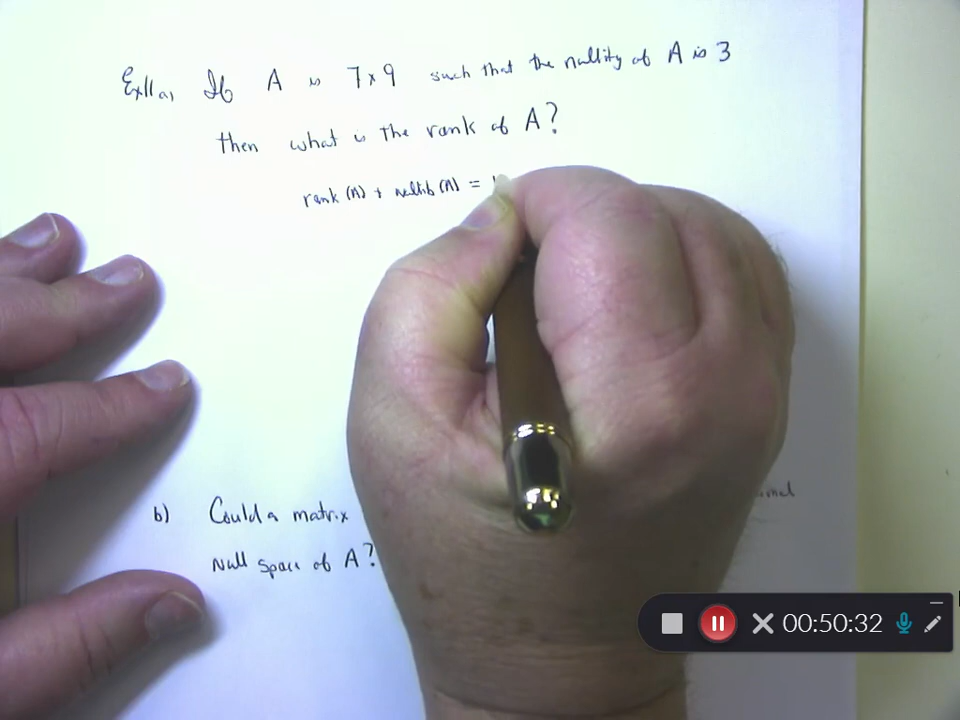 Ex11 a) If A is 7x9 such that the nullity of A is 3
then what is the rank of A?
rank (A) + nullity (A) =
b) Could a matrix
Null space of A?
00:50:32